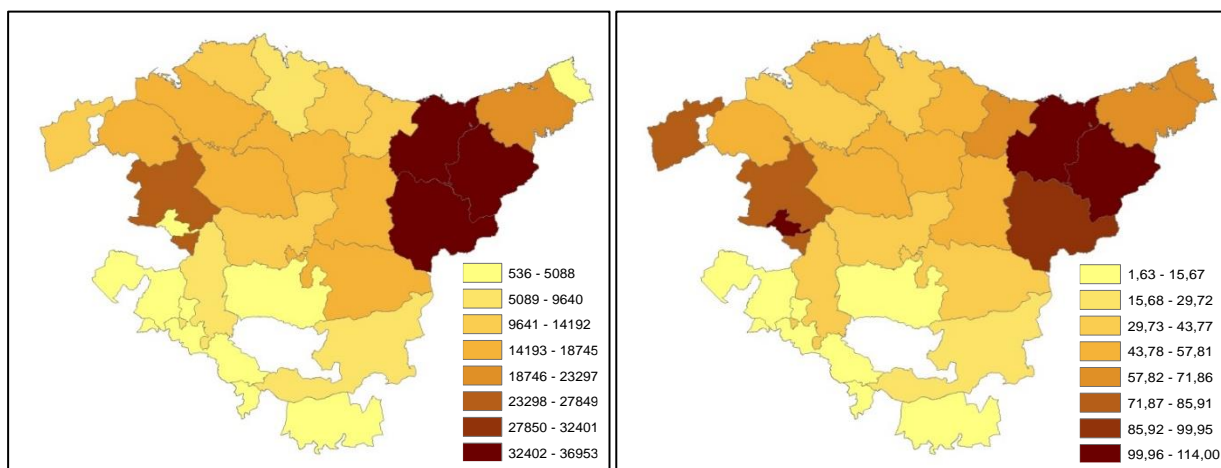 536 - 5088
5089 - 9640
9641 - 14192
14193 - 18745
18746 - 23297
23298 - 27849
27850 - 32401
32402 - 36953
1,63 - 15,67
15,68 - 29,72
29,73 - 43,77
43,78 - 57,81
57,82 - 71,86
71,87 - 85,91
85,92 - 99,95
99,96 - 114,00